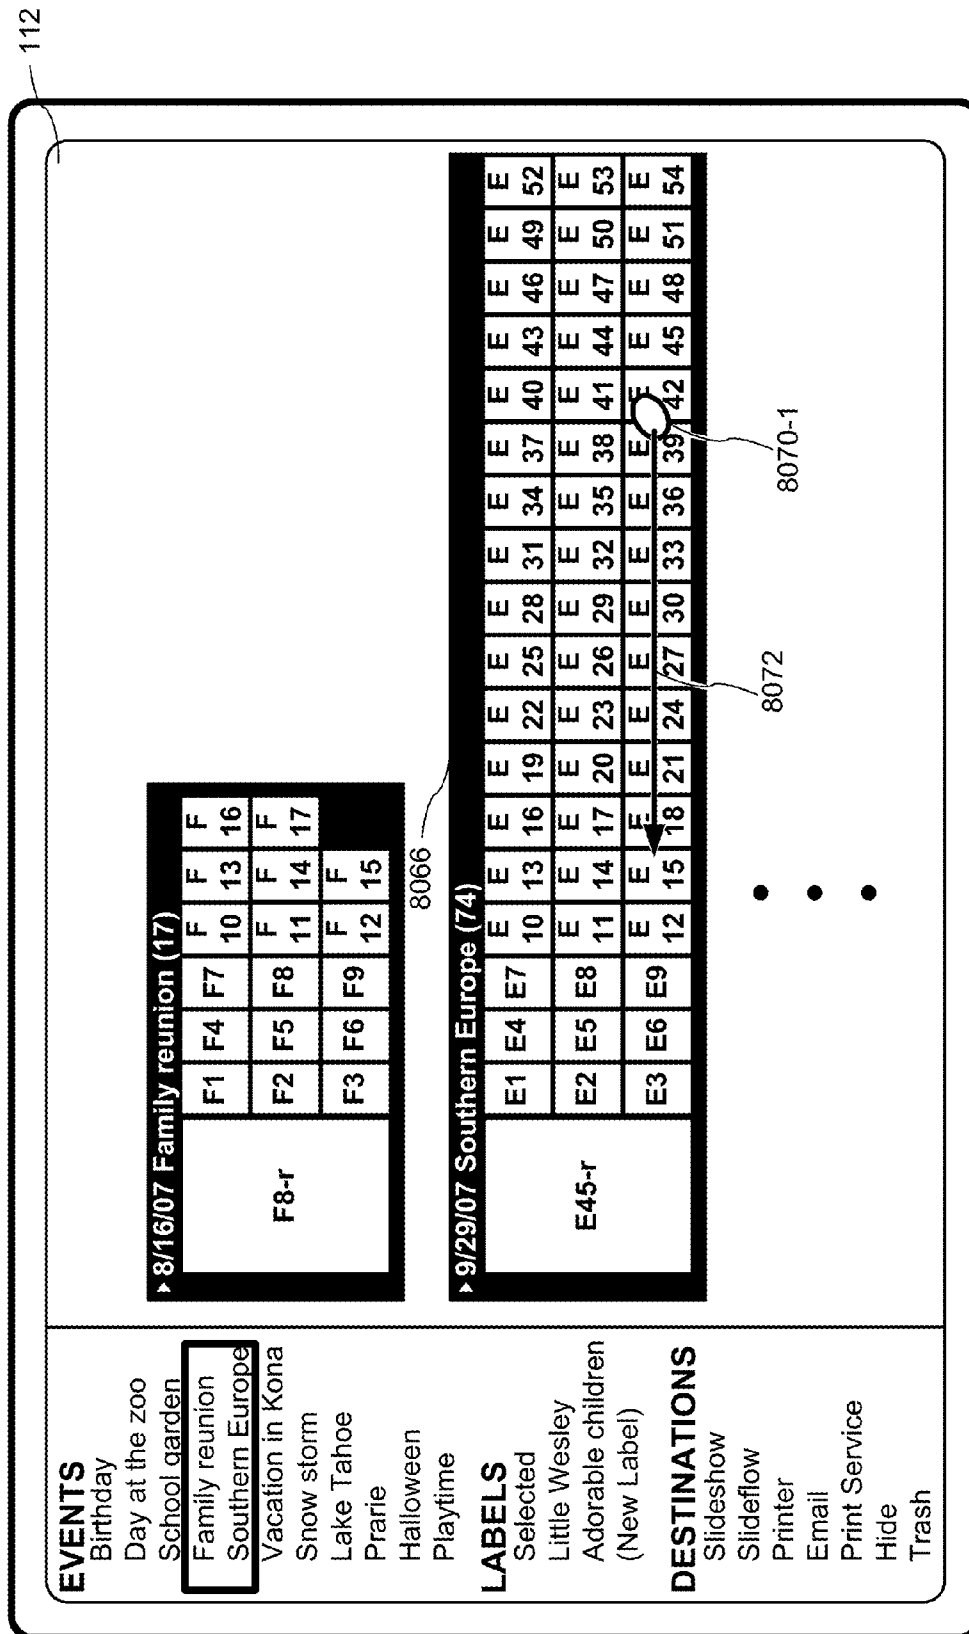 112
EVENTS
Birthday
Day at the zoo
School garden
Family reunion
Southern Europe
Vacation in Kona
Snow storm
Lake Tahoe
Prarie
Halloween
Playtime
LABELS
Selected
Little Wesley
Adorable children
(New Label)
DESTINATIONS
Slideshow
Slideflow
Printer
Email
Print Service
Hide
Trash
8/16/07 Family reunion (17)
F8-r
F1 F4 F7 F 10 F 13 F 16
F2 F5 F8 F 11 F 14 F 17
F3 F6 F9 F 12 F 15
8066
9/29/07 Southern Europe (74)
E45-r
E1 E4 E7 E 10 E 13 E 16 E 19 E 22 E 25 E 28 E 31 E 34 E 37 E 40 E 43 E 46 E 49 E 52
E2 E5 E8 E 11 E 14 E 17 E 20 E 23 E 26 E 29 E 32 E 35 E 38 E 41 E 44 E 47 E 50 E 53
E3 E6 E9 E 12 E 15 E 18 E 21 E 24 E 27 E 30 E 33 E 36 E 39 E 42 E 45 E 48 E 51 E 54
8072
8070-1